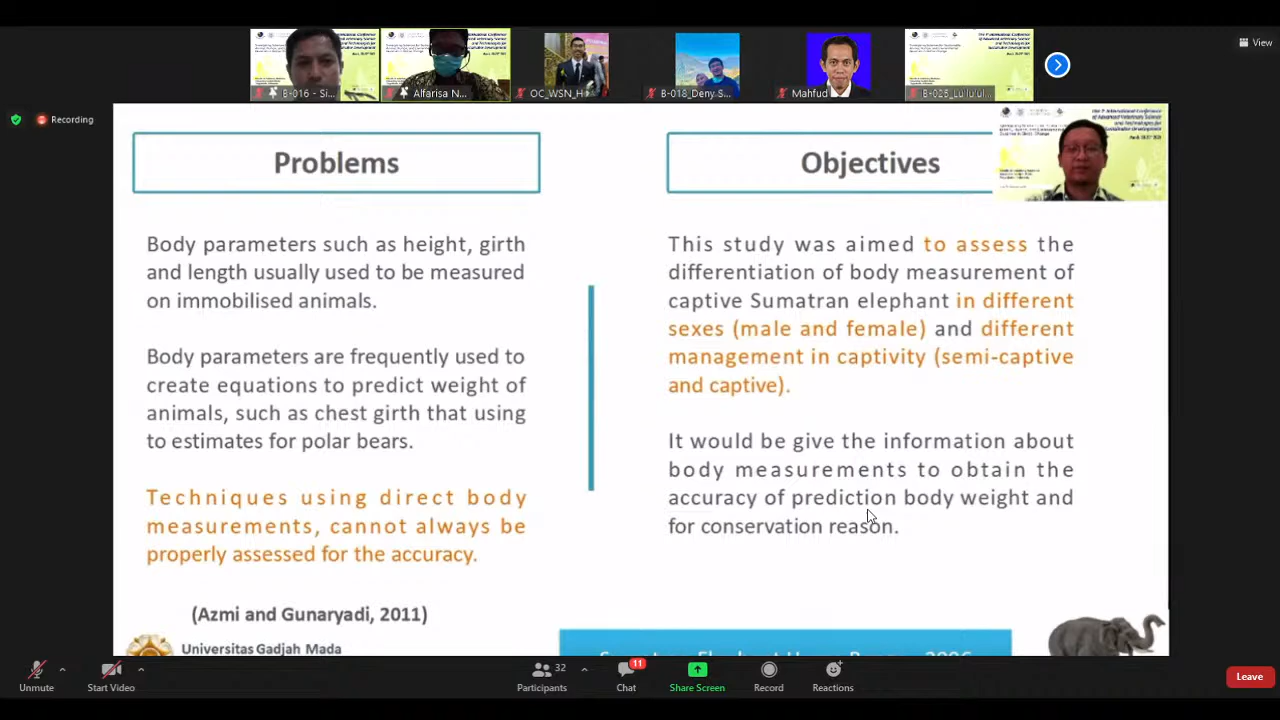 View
B-016 - Si...
Alfarisa N...
OC_WSN_H
B-018_Deny S...
Mahfud
Recording
Problems
Objectives
Body parameters such as height, girth
and length usually used to be measured
on immobilised animals.
Body parameters are frequently used to
create equations to predict weight of
animals, such as chest girth that using
to estimates for polar bears.
Techniques using direct body
measurements, cannot always be
properly assessed for the accuracy.
(Azmi and Gunaryadi, 2011)
Universitas Gadjah Mada
This study was aimed to assess the
differentiation of body measurement of
captive Sumatran elephant in different
sexes (male and female) and different
management in captivity (semi-captive
and captive).
It would be give the information about
body measurements to obtain the
accuracy of prediction body weight and
for conservation reason.
Unmute
Start Video
32
Participants
11
Chat
Share Screen
Record
Reactions
Leave